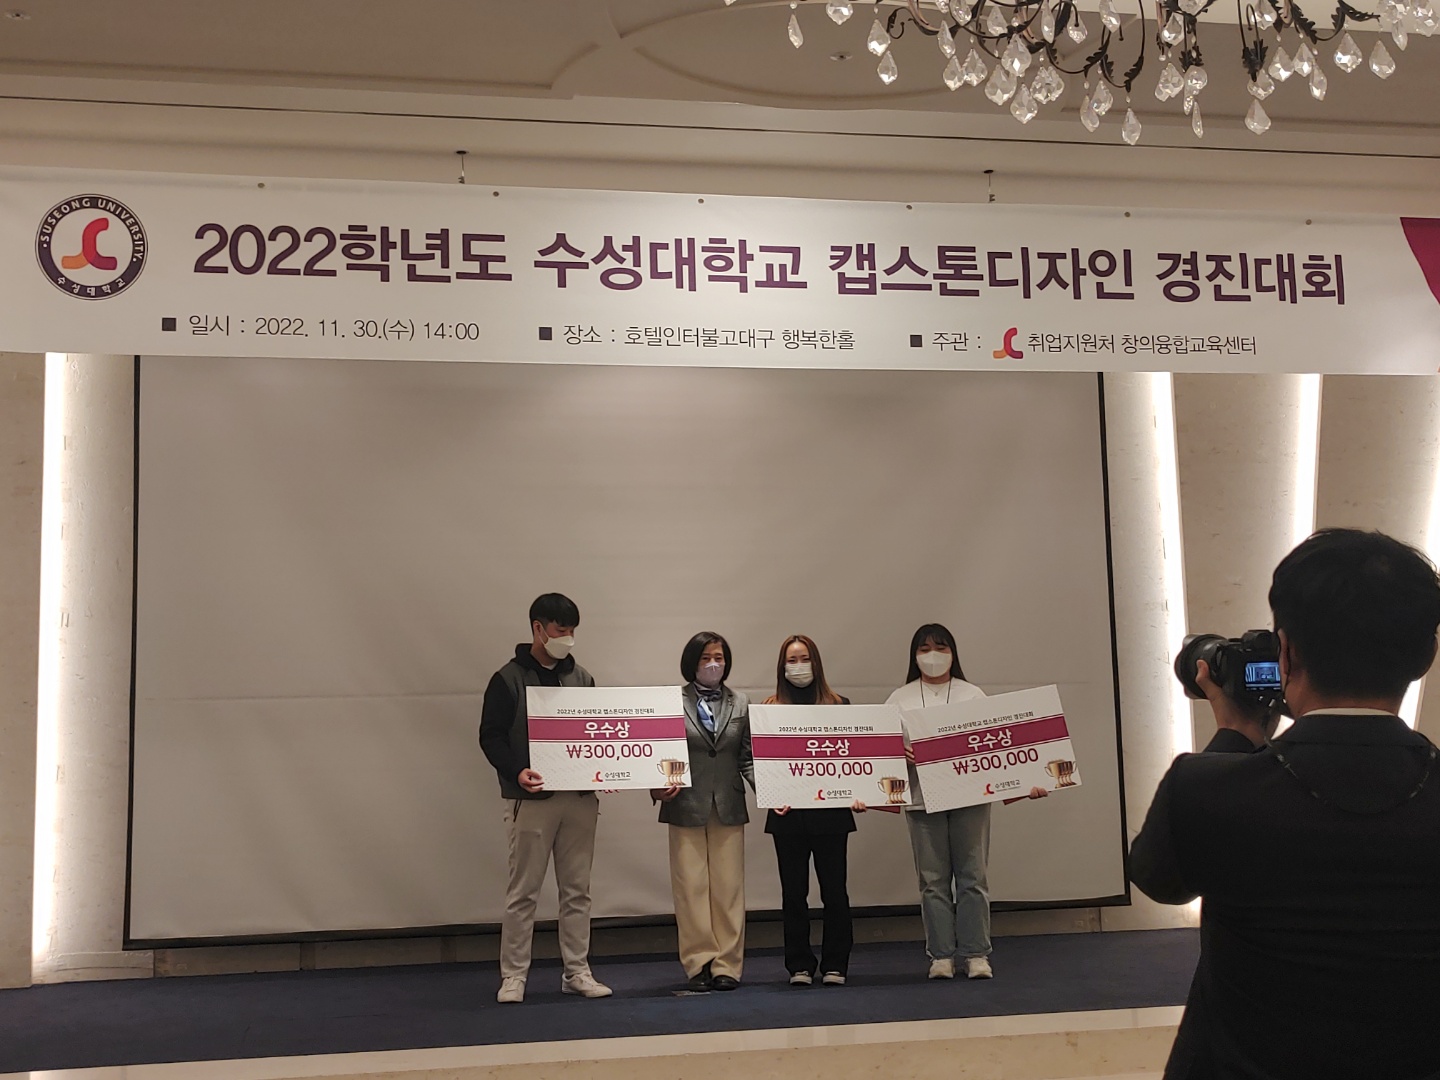 SUSEONG UNIVERSITY
수성대학교
2022학년도 수성대학교 캡스톤디자인 경진대회
■ 일시 : 2022. 11. 30.(수) 14:00
■ 장소 : 호텔인터불고대구 행복한홀
■ 주관 : 취업지원처 창의융합교육센터
2022년 수성대학교 캡스톤디자인 경진대회
우수상
₩300,000
수성대학교
2022년 수성대학교 캡스톤디자인 경진대회
우수상
₩300,000
수성대학교
2022년 수성대학교 캡스톤디자인 경진대회
우수상
₩300,000
수성대학교